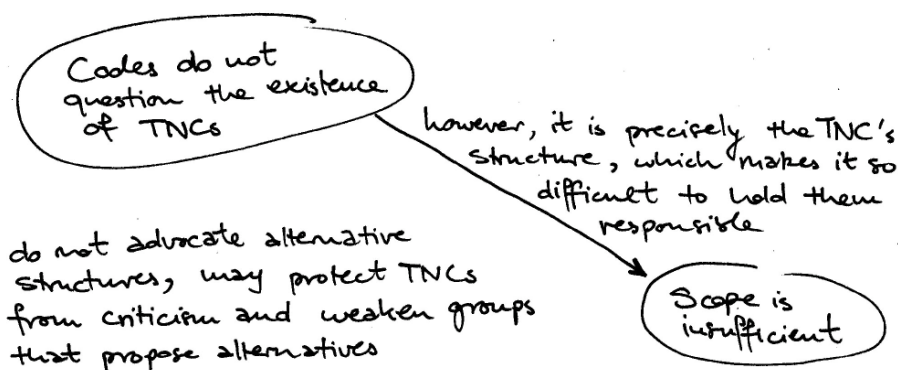 Codes do not
question the existence
of TNCs
however, it is precisely the TNC's
structure, which makes it so
difficult to hold them
responsible
do not advocate alternative
structures, may protect TNCs
from criticism and weaken groups
that propose alternatives
Scope is
insufficient